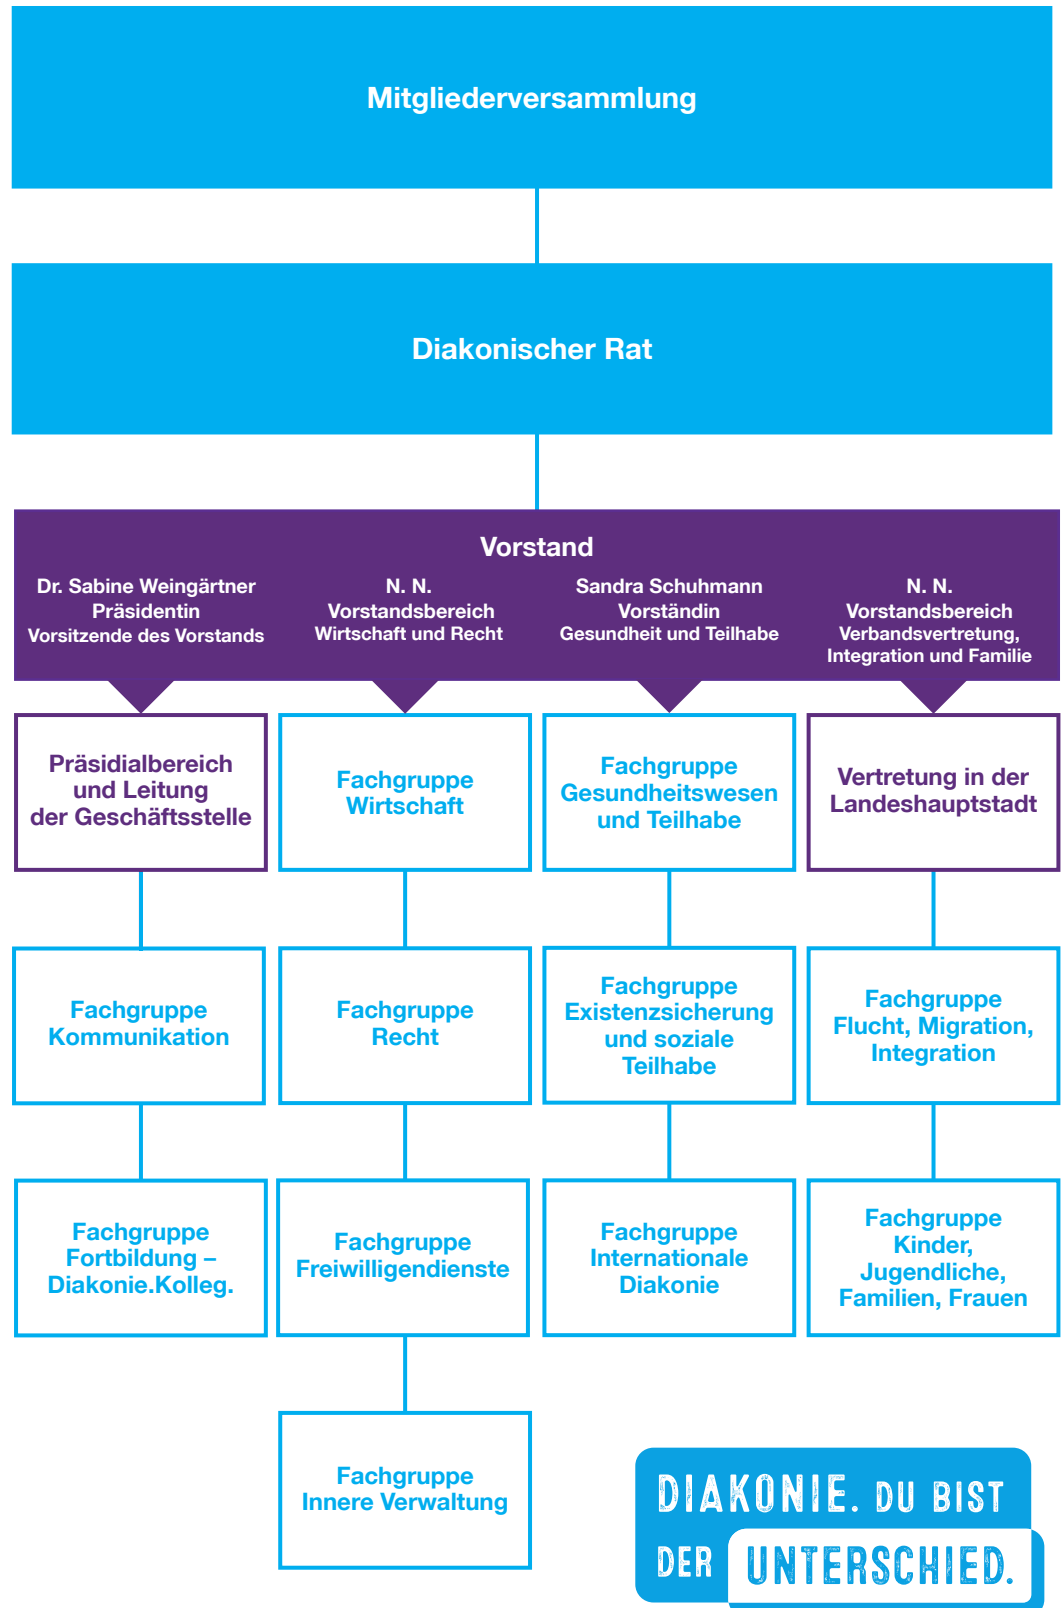 Mitgliederversammlung
Diakonischer Rat
Vorstand
Dr. Sabine Weingärtner
Präsidentin
Vorsitzende des Vorstands
N. N.
Vorstandsbereich
Wirtschaft und Recht
Sandra Schuhmann
Vorständin
Gesundheit und Teilhabe
N. N.
Vorstandsbereich
Verbandsvertretung,
Integration und Familie
Präsidialbereich
und Leitung
der Geschäftsstelle
Fachgruppe
Wirtschaft
Fachgruppe
Gesundheitswesen
und Teilhabe
Vertretung in der
Landeshauptstadt
Fachgruppe
Kommunikation
Fachgruppe
Recht
Fachgruppe
Existenzsicherung
und soziale
Teilhabe
Fachgruppe
Flucht, Migration,
Integration
Fachgruppe
Fortbildung –
Diakonie.Kolleg.
Fachgruppe
Freiwilligendienste
Fachgruppe
Internationale
Diakonie
Fachgruppe
Kinder,
Jugendliche,
Familien, Frauen
Fachgruppe
Innere Verwaltung
DIAKONIE. DU BIST
DER UNTERSCHIED.